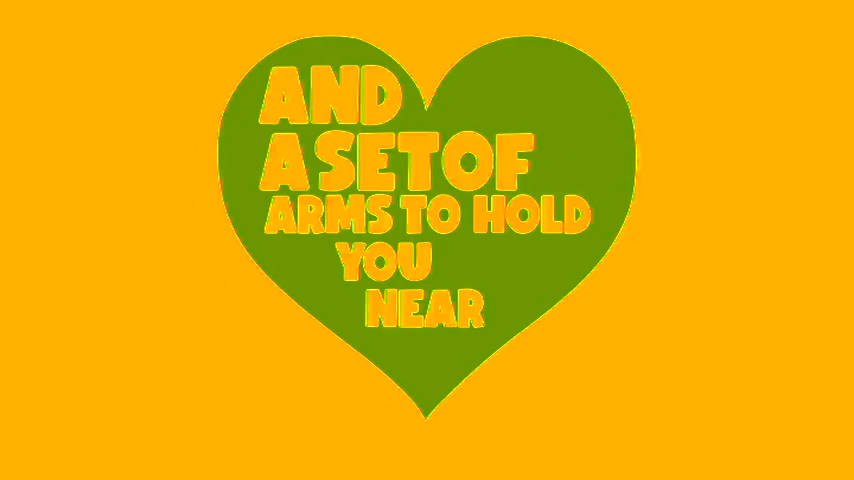 AND
A SET OF
ARMS TO HOLD
YOU
NEAR